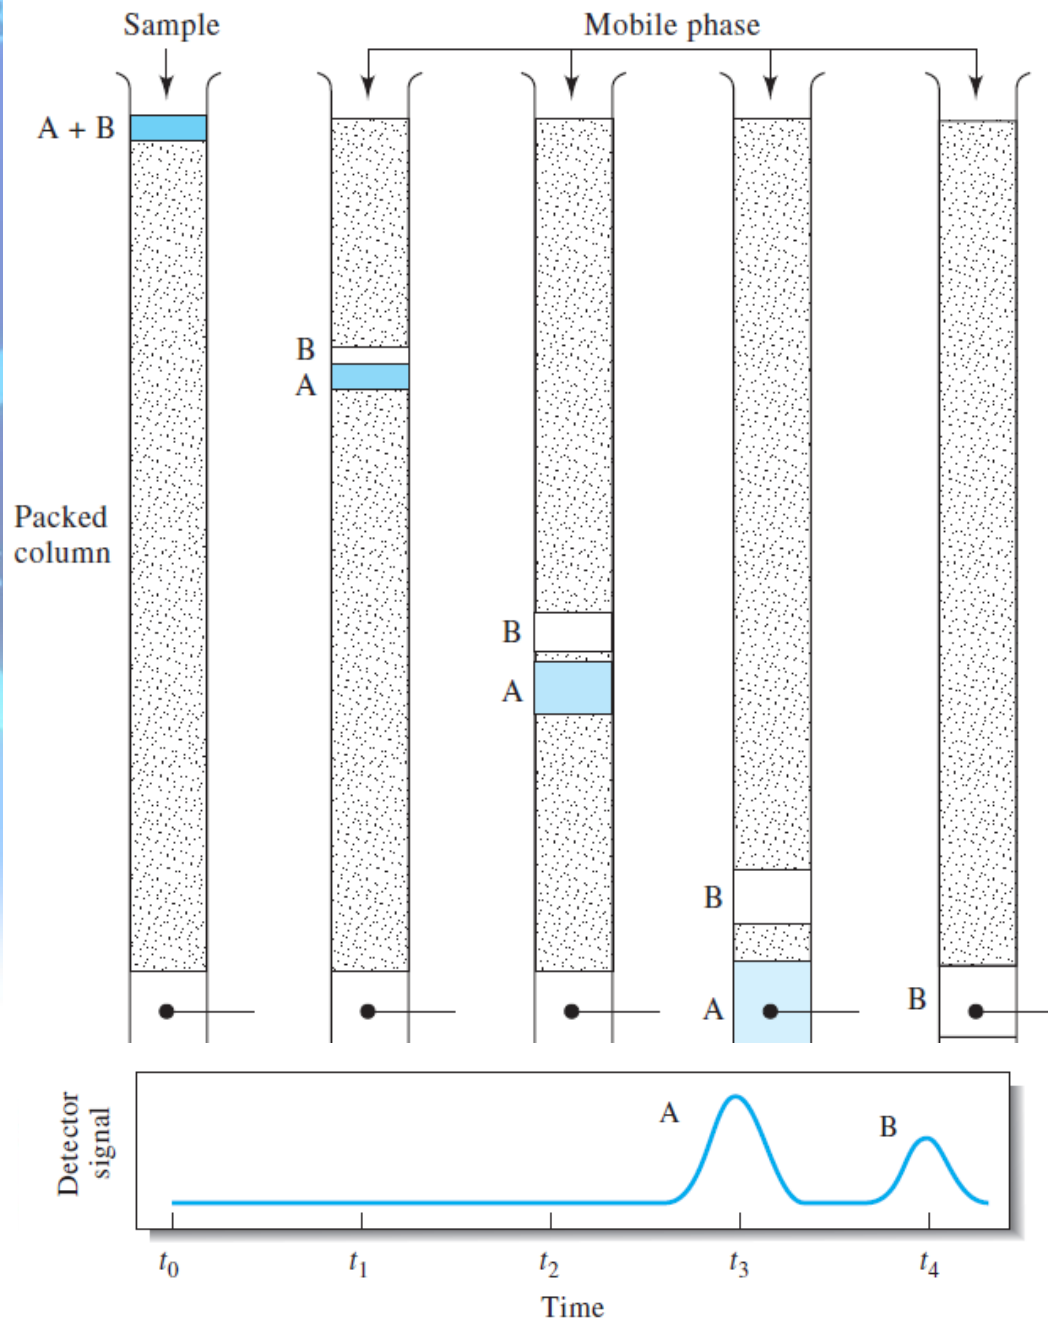 Sample
Mobile phase
A + B
B
A
Packed
column
B
A
B
A
B
Detector
signal
A
B
t₀
t₁
t₂
t₃
t₄
Time